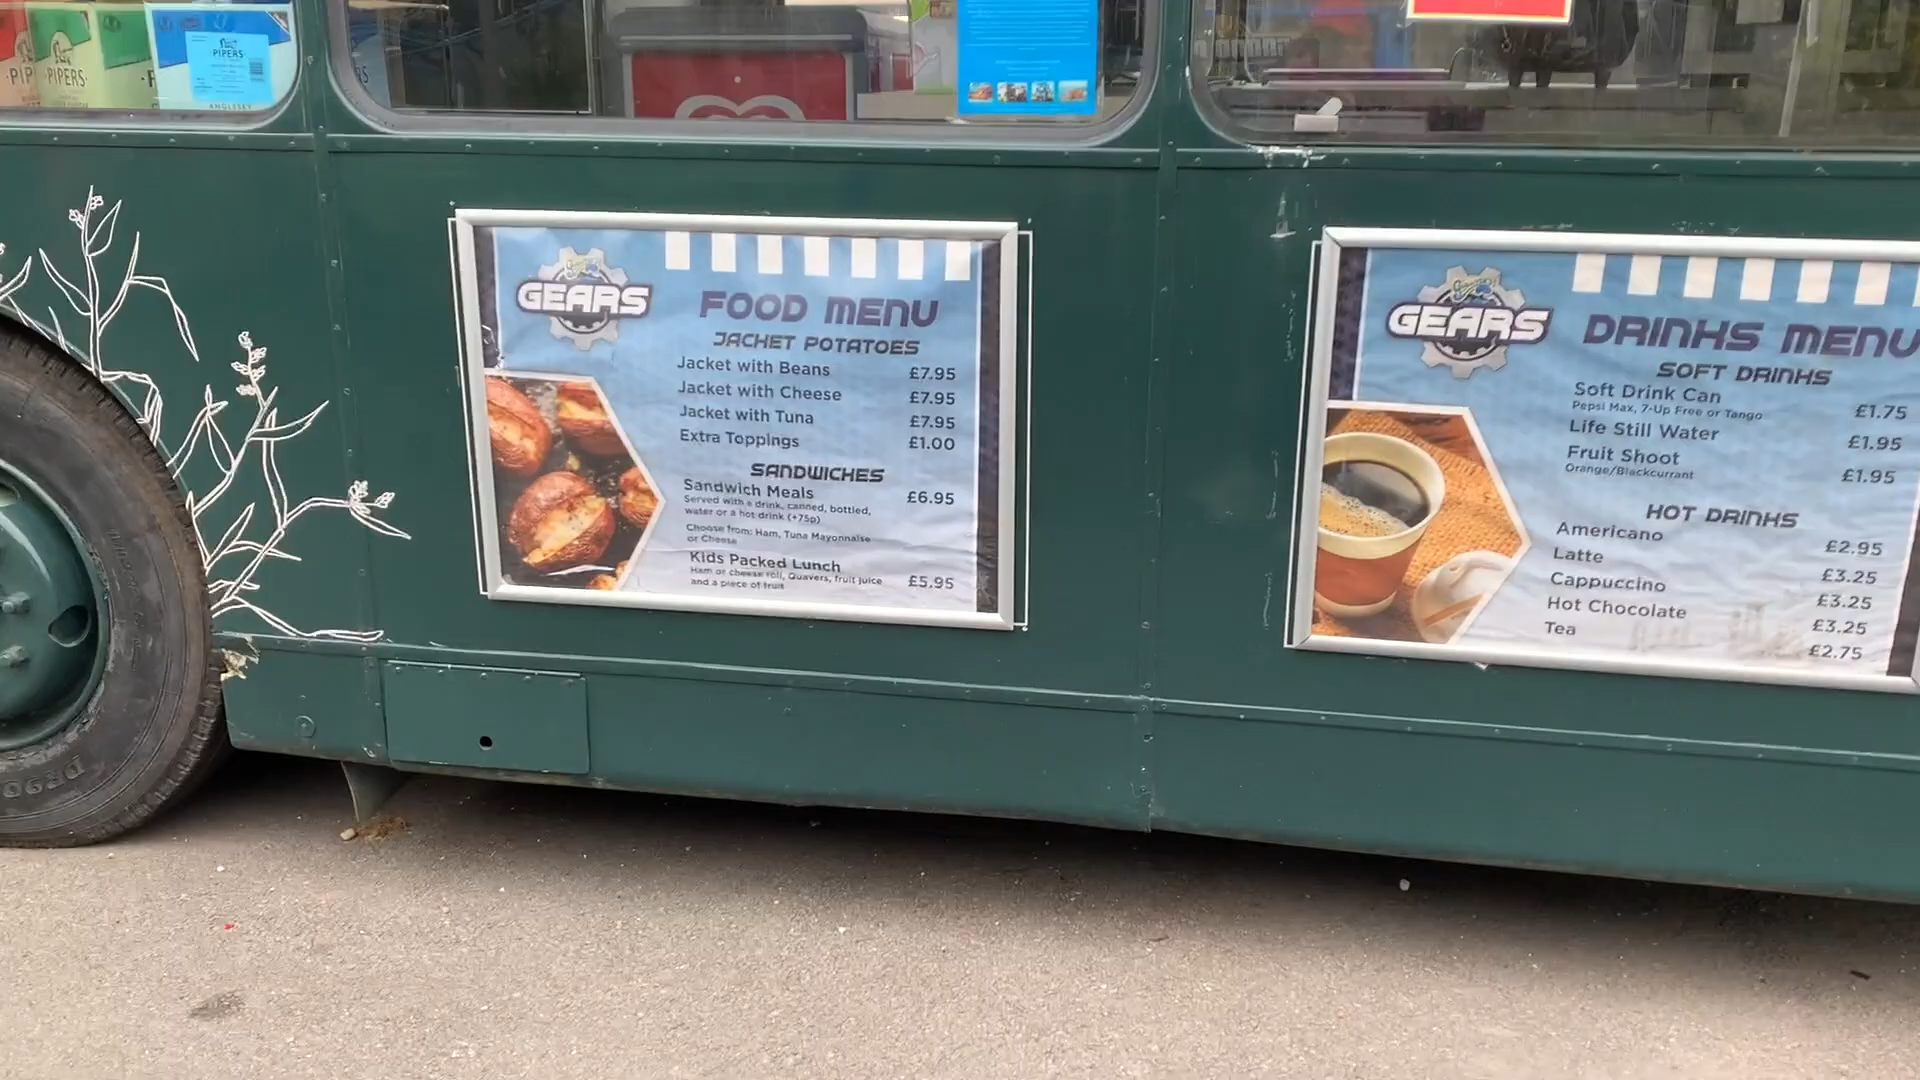 PIPERS
PIPERS
ANGLESEY
GEARS
FOOD MENU
JACKET POTATOES
Jacket with Beans £7.95
Jacket with Cheese £7.95
Jacket with Tuna £7.95
Extra Toppings £1.00
SANDWICHES
Sandwich Meals £6.95
Served with a drink, canned, bottled,
water or a hot drink (+75p)
Choose from: Ham, Tuna Mayonnaise
or Cheese
Kids Packed Lunch £5.95
Ham or cheese roll, Quavers, fruit juice
and a piece of fruit
GEARS
DRINKS MENU
SOFT DRINKS
Soft Drink Can £1.75
Pepsi Max, 7-Up Free or Tango
Life Still Water £1.95
Fruit Shoot £1.95
Orange/Blackcurrant
HOT DRINKS
Americano £2.95
Latte £3.25
Cappuccino £3.25
Hot Chocolate £3.25
Tea £2.75